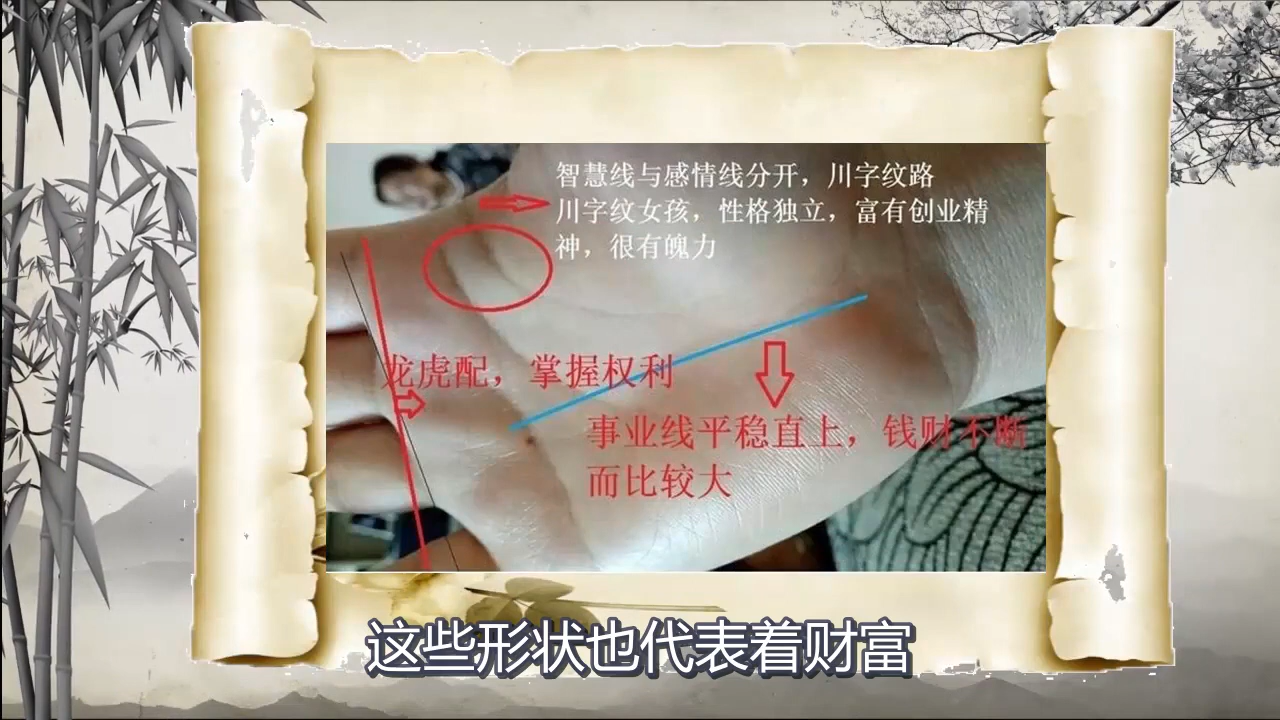 智慧线与感情线分开，川字纹路
川字纹女孩，性格独立，富有创业精
神，很有魄力
龙虎配，掌握权利
事业线平稳直上，钱财不断
而比较大
这些形状也代表着财富